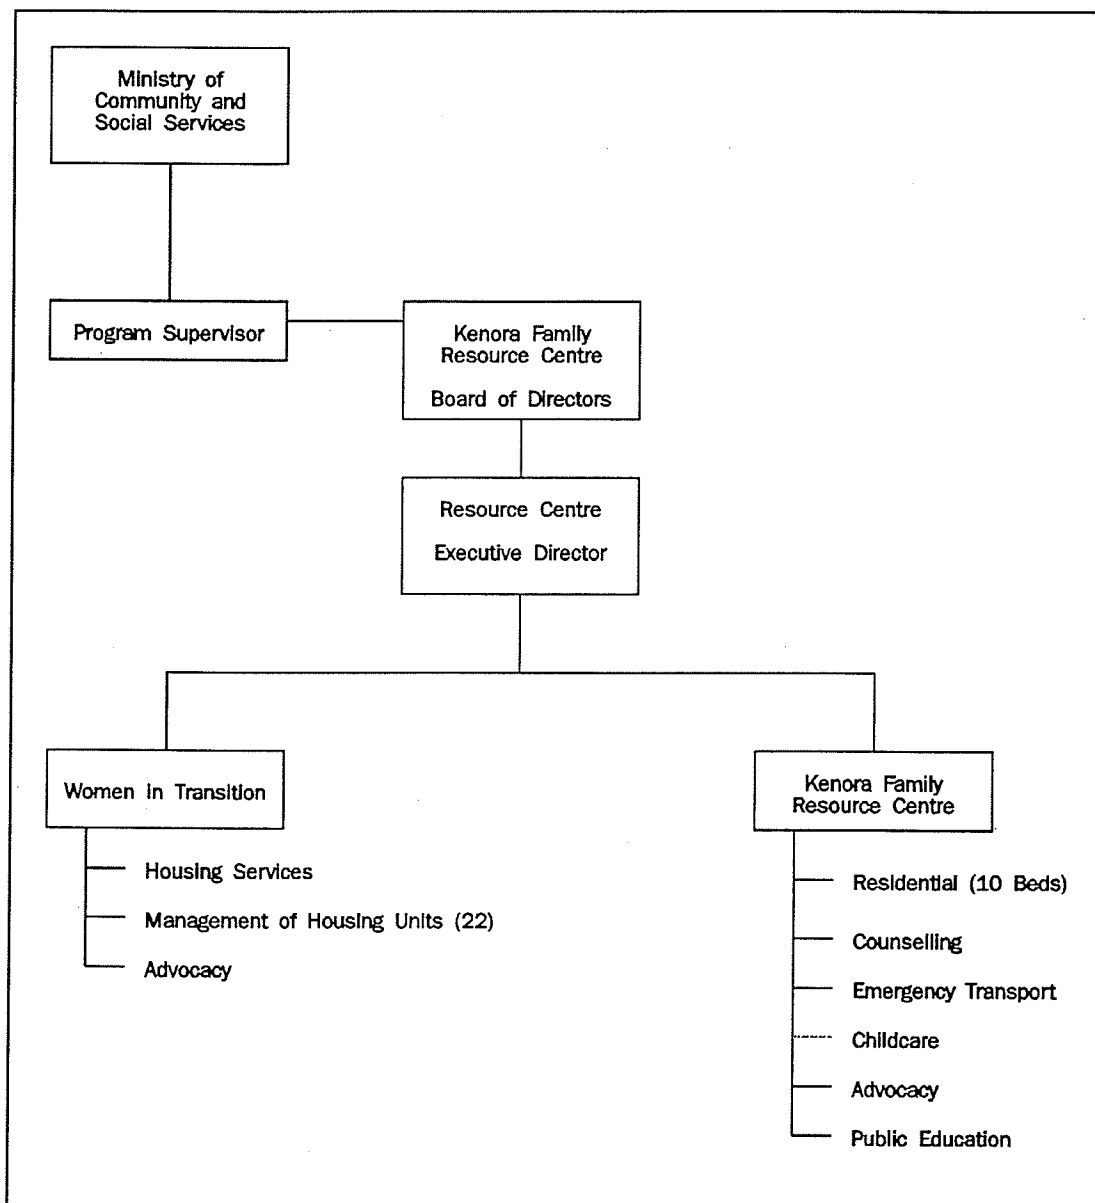 Ministry of
Community and
Social Services
Program Supervisor
Kenora Family
Resource Centre
Board of Directors
Resource Centre
Executive Director
Women in Transition
Housing Services
Management of Housing Units (22)
Advocacy
Kenora Family
Resource Centre
Residential (10 Beds)
Counselling
Emergency Transport
Childcare
Advocacy
Public Education